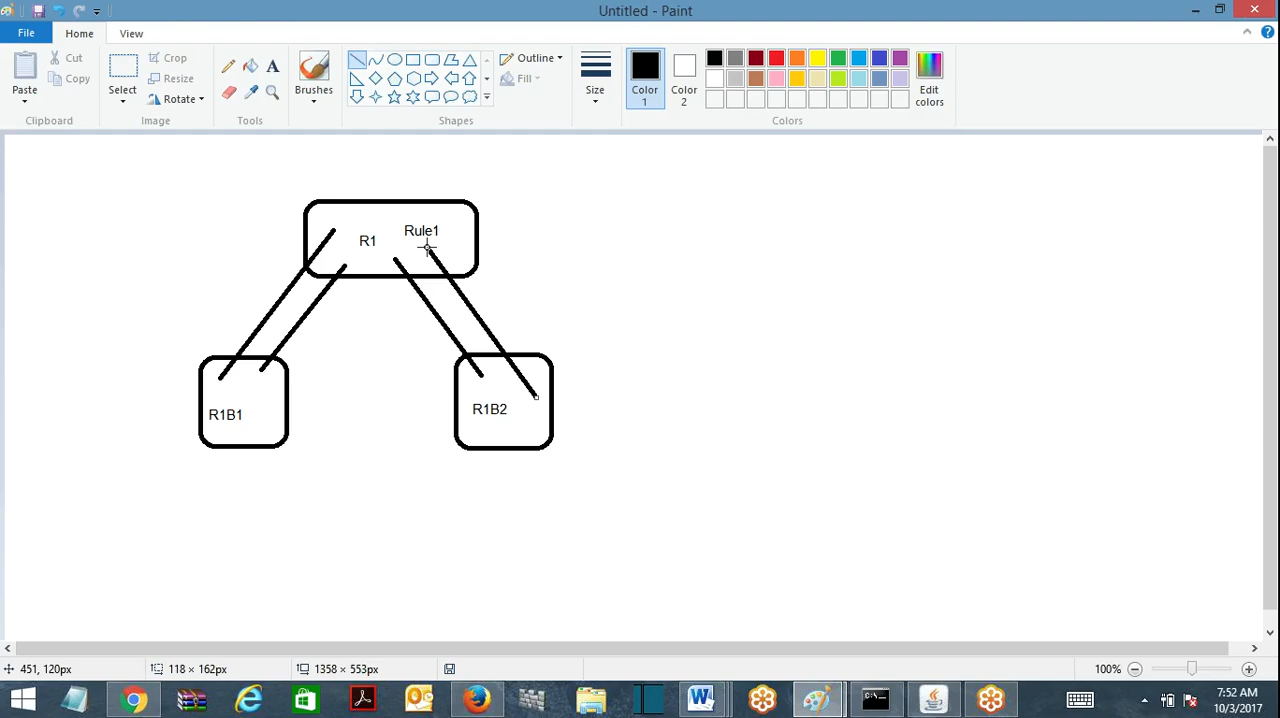 Untitled - Paint
File
Home
View
Paste
Cut
Copy
Clipboard
Select
Crop
Resize
Rotate
Image
A
Tools
Brushes
Outline
Fill
Shapes
Size
Color
1
Color
2
Edit
colors
Colors
Rule1
R1
R1B1
R1B2
451, 120px
118 × 162px
1358 × 553px
100%
7:52 AM
10/3/2017